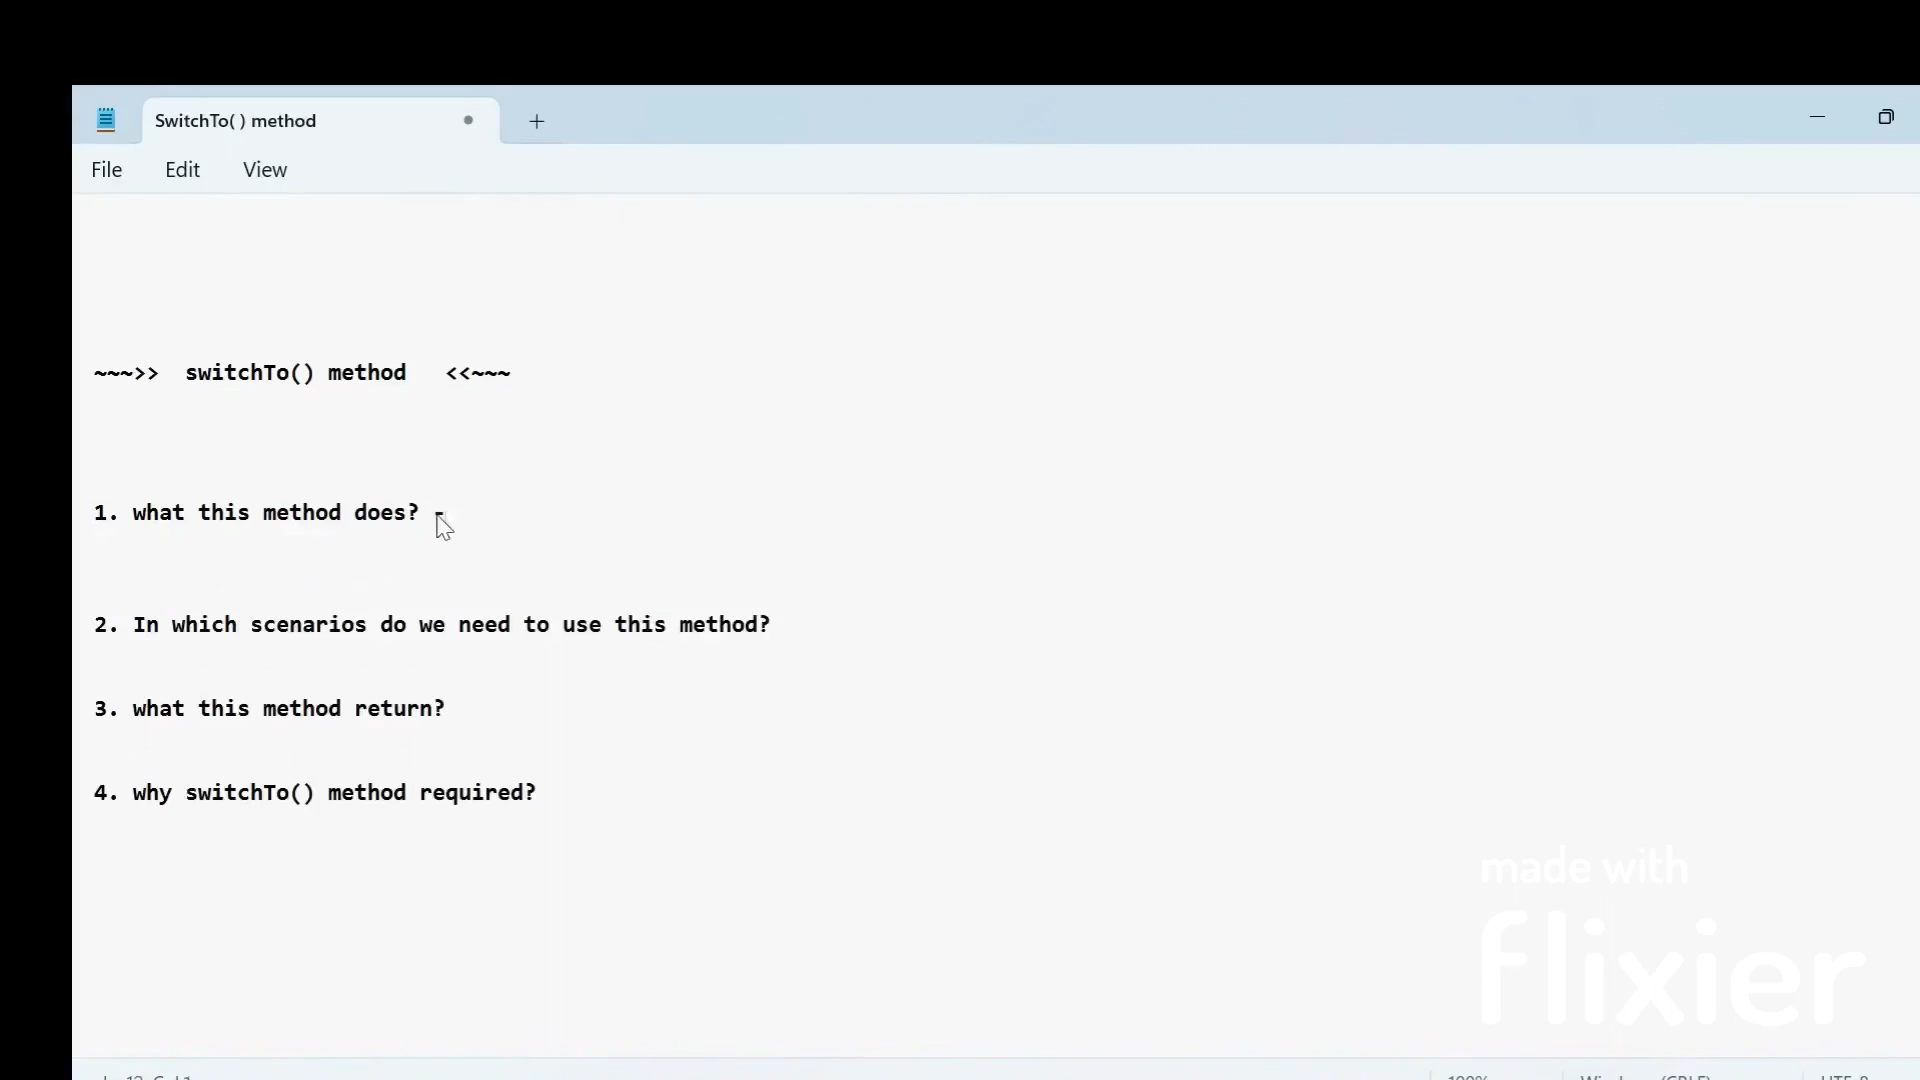 SwitchTo( ) method
File Edit View
~~~>> switchTo() method <<~~~
1. what this method does? -
2. In which scenarios do we need to use this method?
3. what this method return?
4. why switchTo() method required?
made with
flixier